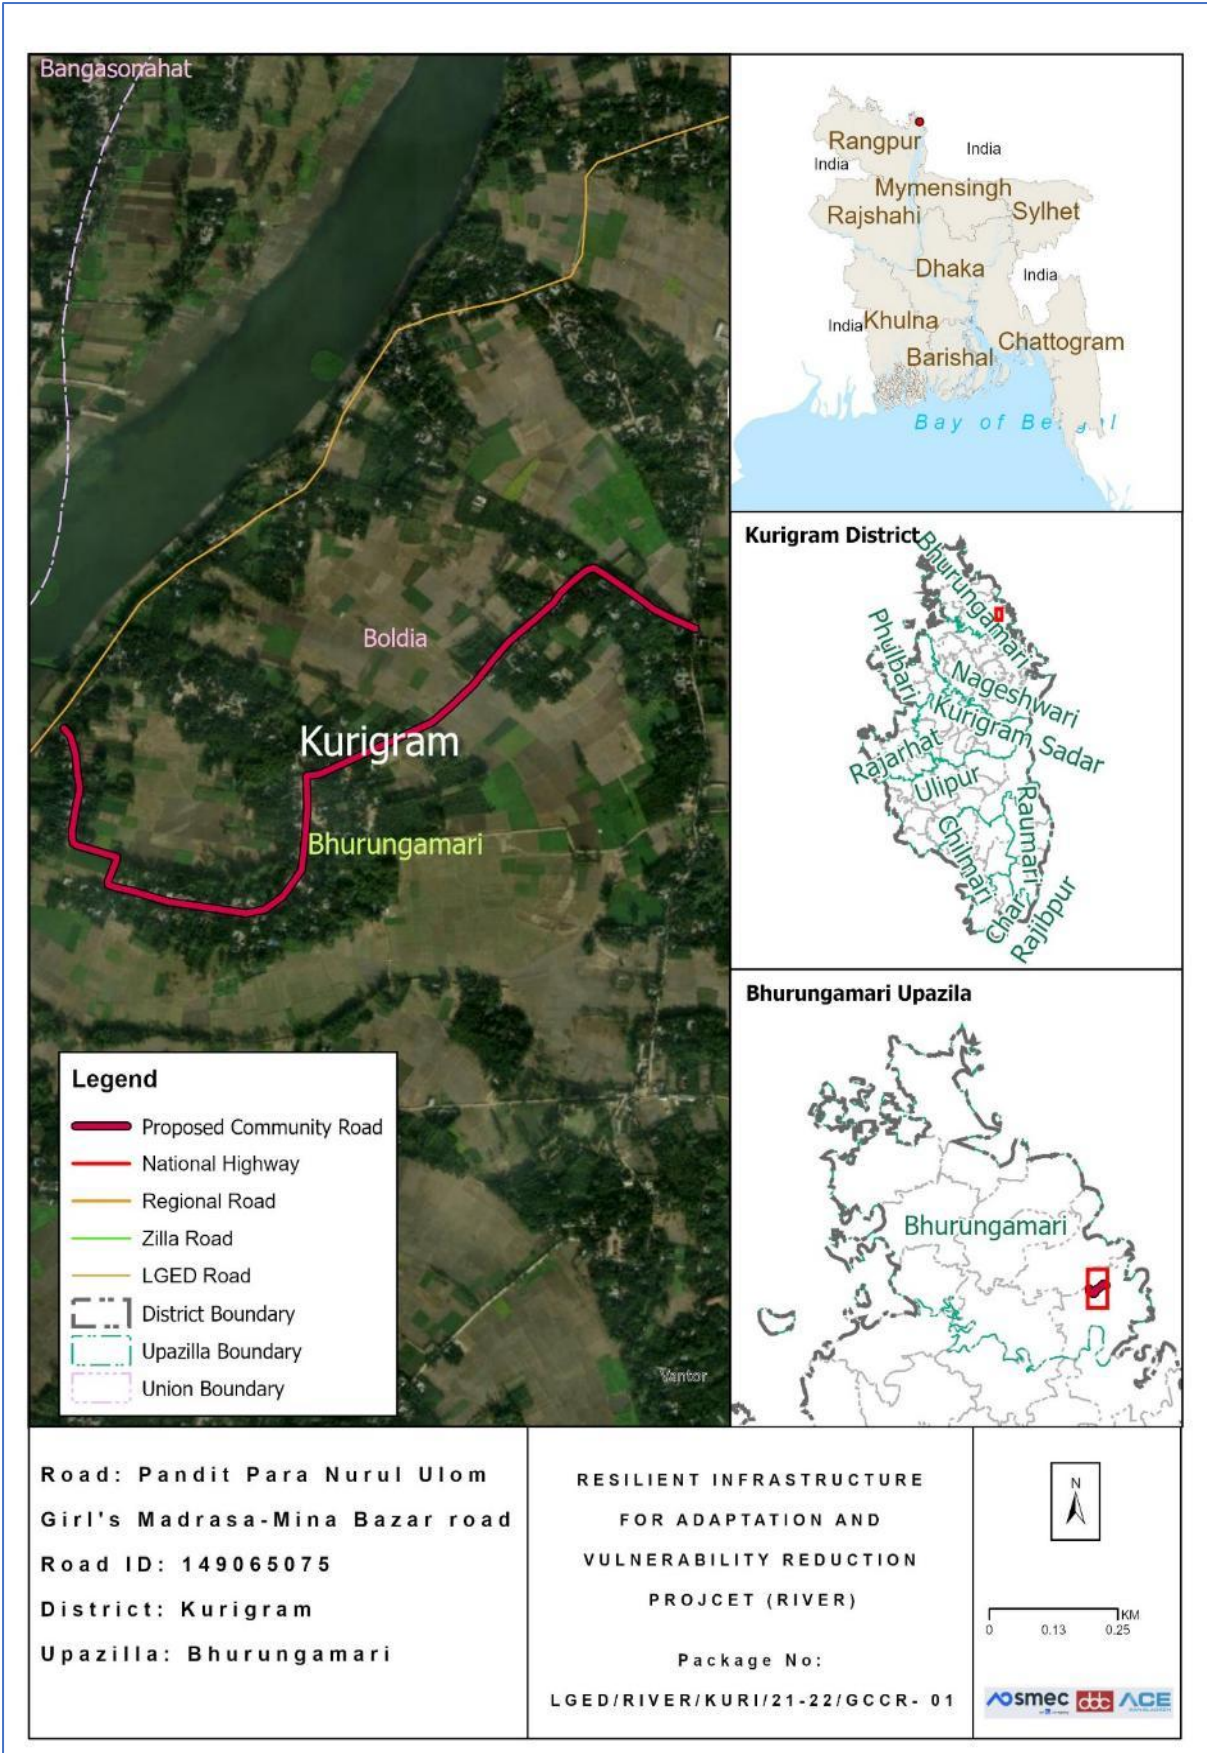 Bangasonahat
Boldia
Kurigram
Bhurungamari
Vantor
Legend
Proposed Community Road
National Highway
Regional Road
Zilla Road
LGED Road
District Boundary
Upazilla Boundary
Union Boundary
Rangpur
India
India
Mymensingh
Rajshahi
Sylhet
Dhaka
India
India
Khulna
Chattogram
Barishal
Bay of Bengal
Kurigram District
Bhurungamari
Phulbari
Nageshwari
Kurigram Sadar
Rajarhat
Ulipur
Raumari
Chilmari
Char
Rajibpur
Bhurungamari Upazila
Bhurungamari
Road: Pandit Para Nurul Ulom
Girl's Madrasa-Mina Bazar road
Road ID: 149065075
District: Kurigram
Upazilla: Bhurungamari
RESILIENT INFRASTRUCTURE
FOR ADAPTATION AND
VULNERABILITY REDUCTION
PROJCET (RIVER)
Package No:
LGED/RIVER/KURI/21-22/GCCR- 01
N
KM
0 0.13 0.25
smec
ddc
ACE